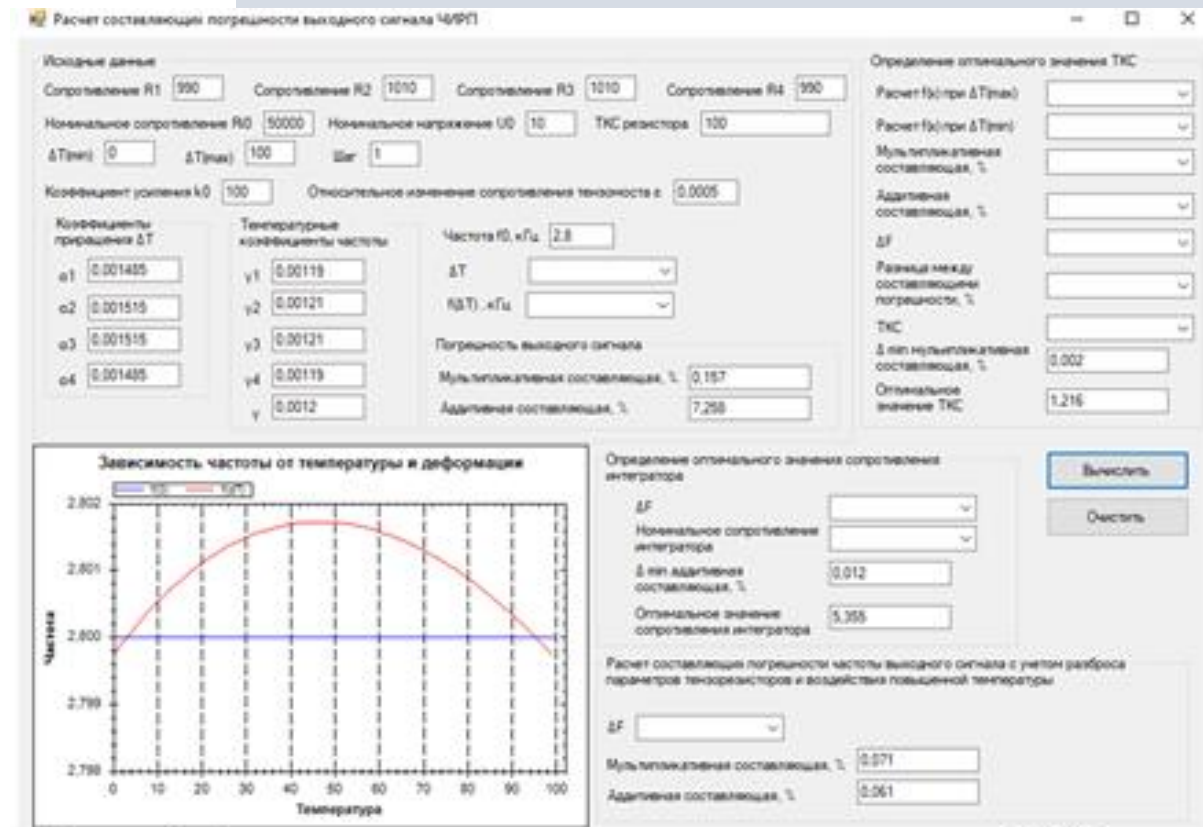 Расчет составляющих погрешности выходного сигнала ЧИРП
Исходные данные
Сопротивление R1 990 Сопротивление R2 1010 Сопротивление R3 1010 Сопротивление R4 990
Номинальное сопротивление Ri0 50000 Номинальное напряжение U0 10 ТКС резистора 100
ΔT(min) 0 ΔT(max) 100 Шаг 1
Коэффициент усиления k0 100 Относительное изменение сопротивления тензомоста ε 0.0005
Коэффициенты
приращения ΔT
α1 0.001485
α2 0.001515
α3 0.001515
α4 0.001485
Температурные
коэффициенты частоты
γ1 0.00119
γ2 0.00121
γ3 0.00121
γ4 0.00119
γ 0.0012
Частота f0, кГц 2.8
ΔT
f(ΔT), кГц
Погрешность выходного сигнала
Мультипликативная составляющая, % 0,157
Аддитивная составляющая, % 7,258
Определение оптимального значения ТКС
Расчет f(ε) при ΔT(max)
Расчет f(ε) при ΔT(min)
Мультипликативная
составляющая, %
Аддитивная
составляющая, %
ΔF
Разница между
составляющими
погрешности, %
ТКС
Δ min мультипликативная
составляющая, % 0,002
Оптимальное
значение ТКС 1,216
Зависимость частоты от температуры и деформации
2,802
2,801
2,800
2,799
2,798
Частота
0 10 20 30 40 50 60 70 80 90 100
Температура
Определение оптимального значения сопротивления
интегратора
ΔF
Номинальное сопротивление
интегратора
Δ min аддитивная
составляющая, % 0,012
Оптимальное значение
сопротивления интегратора 5,355
Вычислить
Очистить
Расчет составляющих погрешности частоты выходного сигнала с учетом разброса
параметров тензорезисторов и воздействия повышенной температуры
ΔF
Мультипликативная составляющая, % 0,071
Аддитивная составляющая, % 0,061